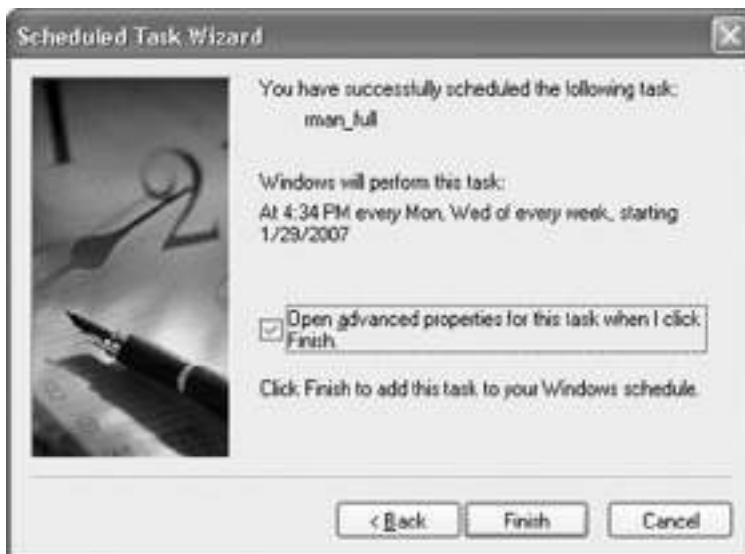 Scheduled Task Wizard
You have successfully scheduled the following task:
rman_full
Windows will perform this task:
At 4:34 PM every Mon, Wed of every week, starting
1/29/2007
Open advanced properties for this task when I click
Finish.
Click Finish to add this task to your Windows schedule.
< Back
Finish
Cancel
2